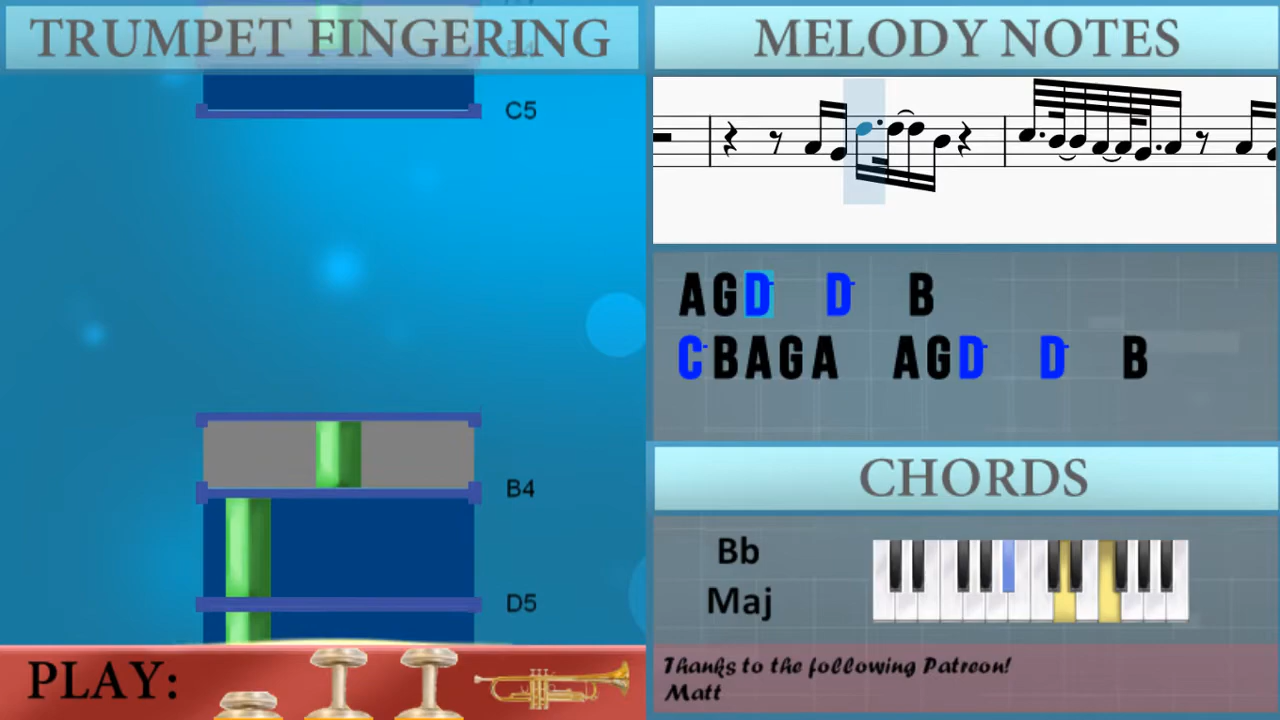 TRUMPET FINGERING
C5
B4
D5
PLAY:
MELODY NOTES
AGD- D- B
C-BAGA AGD- D- B
CHORDS
Bb
Maj
Thanks to the following Patreon!
Matt